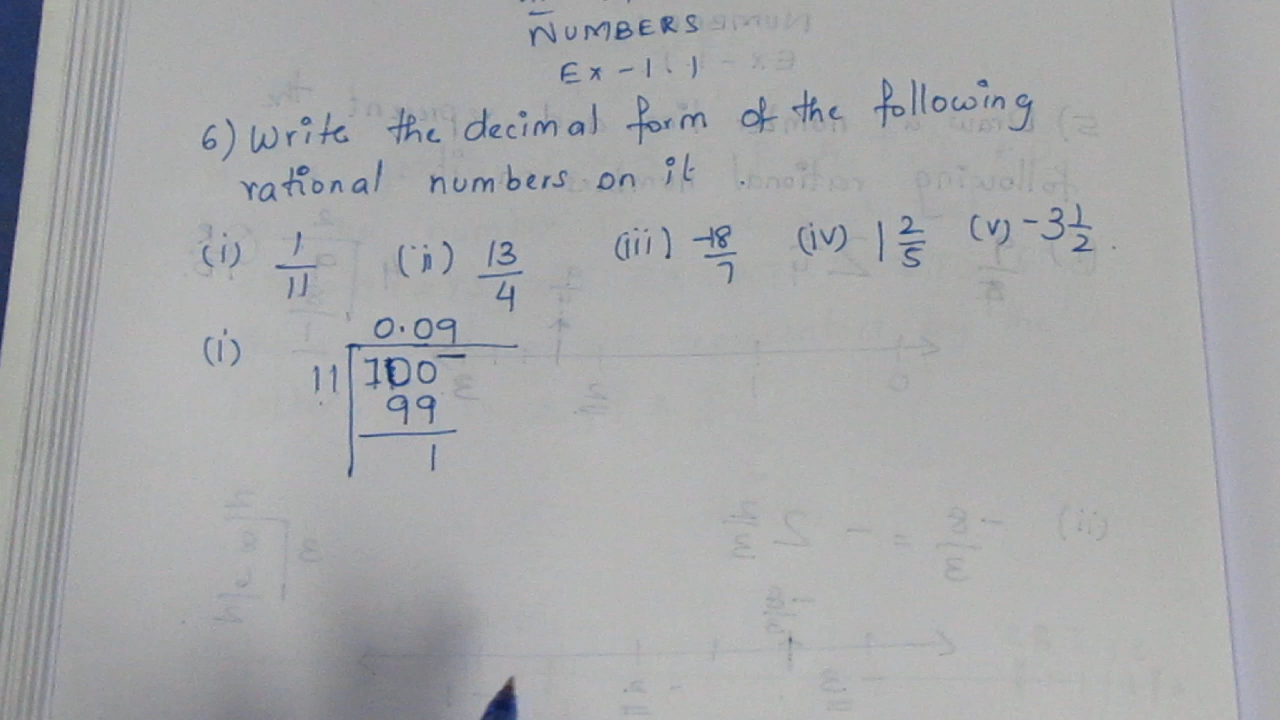 NUMBERS
Ex - 1.1
6) Write the decimal form of the following
rational numbers on it.
(i) 1/11 (ii) 13/4 (iii) -18/7 (iv) 1 2/5 (v) -3 1/2.
(i) 0.09
11 100
99
1